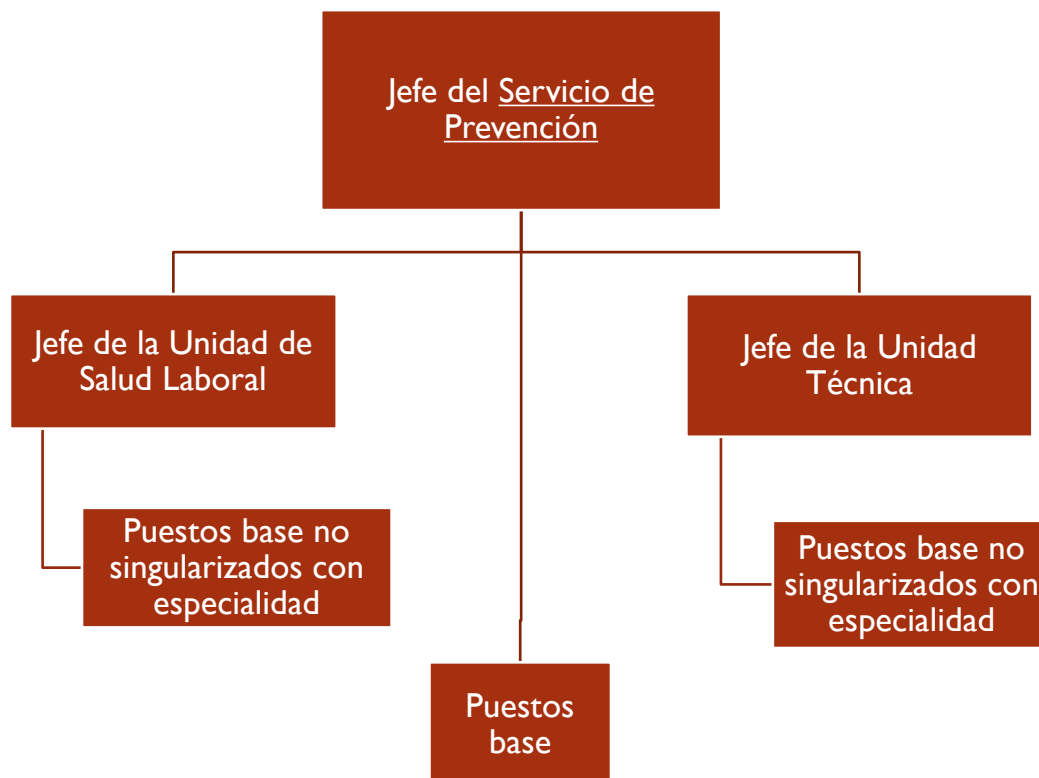 Jefe del Servicio de
Prevención
Jefe de la Unidad de
Salud Laboral
Jefe de la Unidad
Técnica
Puestos base no
singularizados con
especialidad
Puestos base no
singularizados con
especialidad
Puestos
base